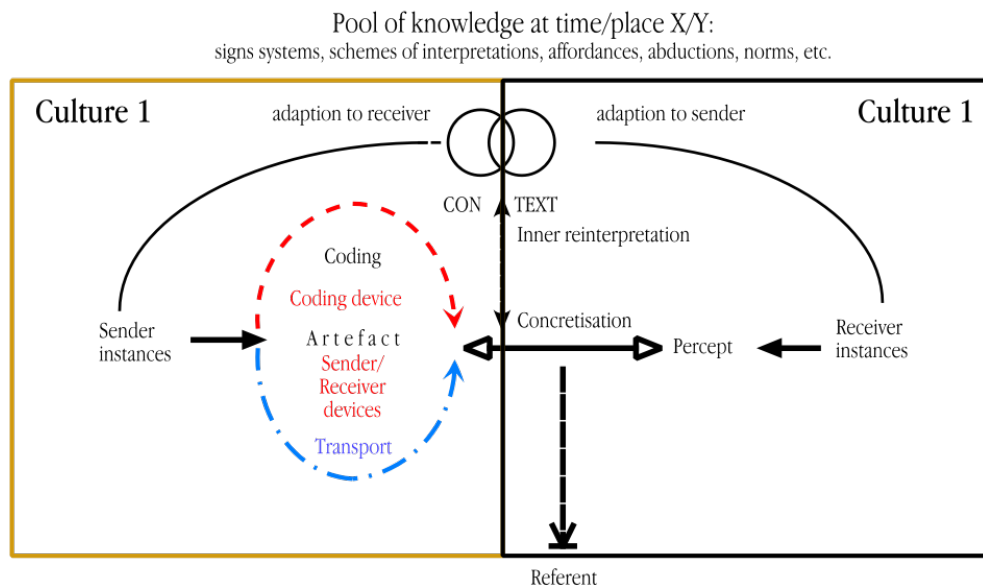 Pool of knowledge at time/place X/Y:
signs systems, schemes of interpretations, affordances, abductions, norms, etc.
Culture 1
adaption to receiver
adaption to sender
Culture 1
CON TEXT
Inner reinterpretation
Coding
Coding device
Artefact
Sender/
Receiver
devices
Transport
Sender
instances
Concretisation
Percept
Receiver
instances
Referent